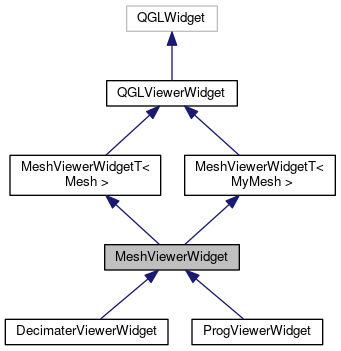 QGLWidget
QGLViewerWidget
MeshViewerWidgetT<
Mesh >
MeshViewerWidgetT<
MyMesh >
MeshViewerWidget
DecimaterViewerWidget
ProgViewerWidget